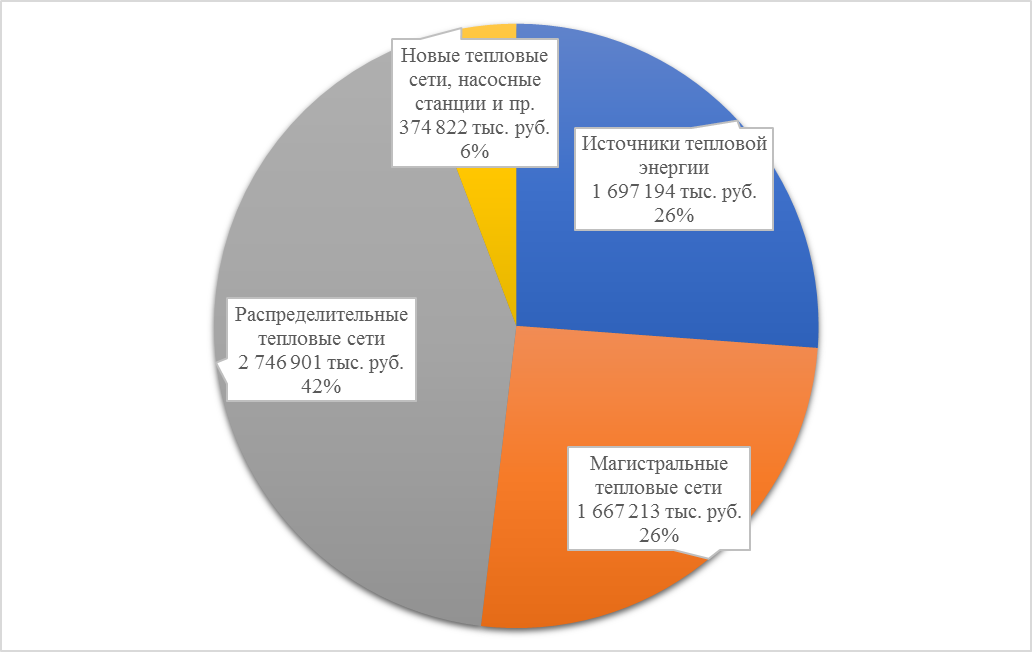 Новые тепловые
сети, насосные
станции и пр.
374 822 тыс. руб.
6%
Источники тепловой
энергии
1 697 194 тыс. руб.
26%
Распределительные
тепловые сети
2 746 901 тыс. руб.
42%
Магистральные
тепловые сети
1 667 213 тыс. руб.
26%